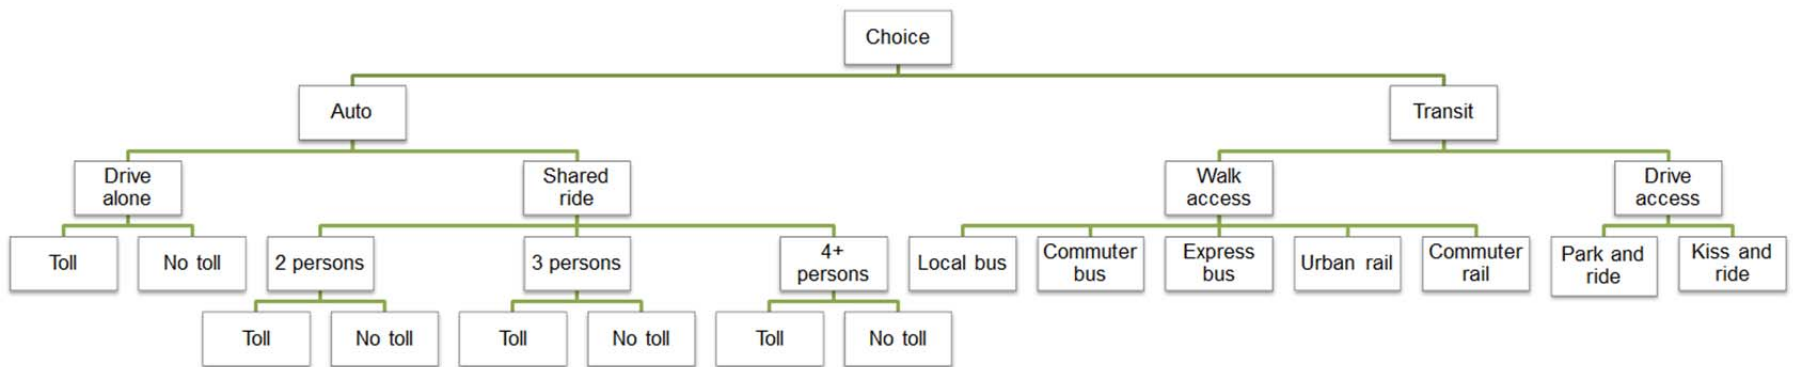 Choice
Auto
Transit
Drive
alone
Shared
ride
Walk
access
Drive
access
Toll
No toll
2 persons
3 persons
4+
persons
Local bus
Commuter
bus
Express
bus
Urban rail
Commuter
rail
Park and
ride
Kiss and
ride
Toll
No toll
Toll
No toll
Toll
No toll